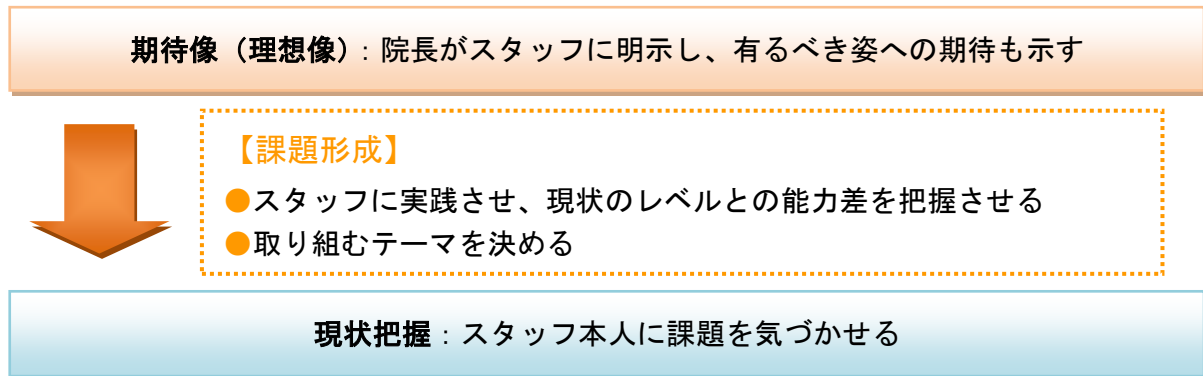 期待像（理想像）：院長がスタッフに明示し、有るべき姿への期待も示す
【課題形成】
●スタッフに実践させ、現状のレベルとの能力差を把握させる
●取り組むテーマを決める
現状把握：スタッフ本人に課題を気づかせる